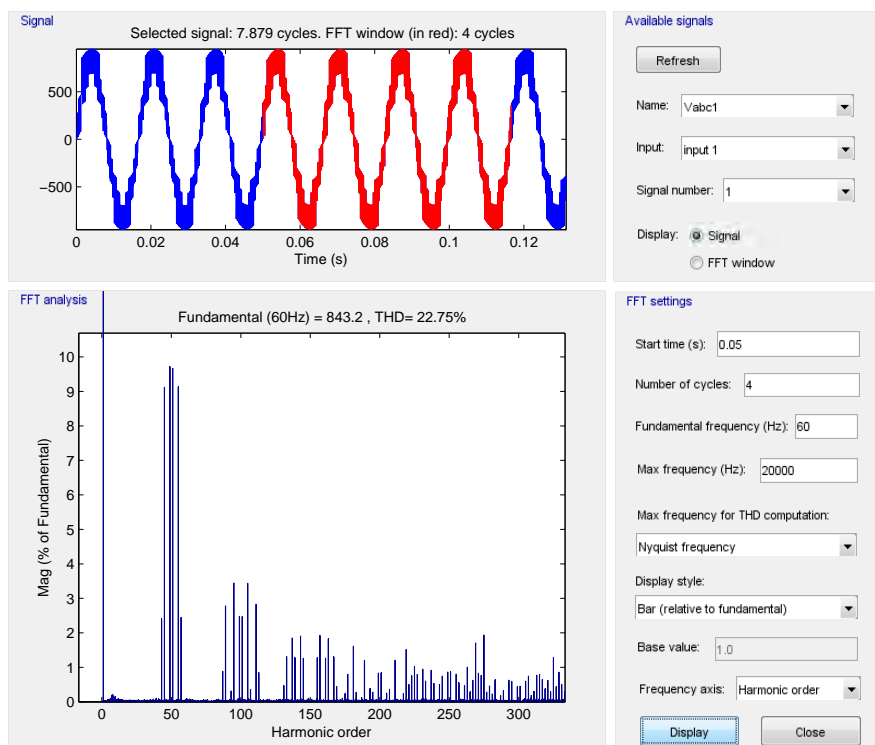 Signal
Selected signal: 7.879 cycles. FFT window (in red): 4 cycles
500
0
−500
0
0.02
0.04
0.06
0.08
0.1
0.12
Time (s)
Available signals
Refresh
Name:
Vabc1
Input:
input 1
Signal number:
1
Display:
Signal
FFT window
FFT analysis
Fundamental (60Hz) = 843.2 , THD= 22.75%
Mag (% of Fundamental)
10
9
8
7
6
5
4
3
2
1
0
0
50
100
150
200
250
300
Harmonic order
FFT settings
Start time (s):
0.05
Number of cycles:
4
Fundamental frequency (Hz):
60
Max frequency (Hz):
20000
Max frequency for THD computation:
Nyquist frequency
Display style:
Bar (relative to fundamental)
Base value:
1.0
Frequency axis:
Harmonic order
Display
Close